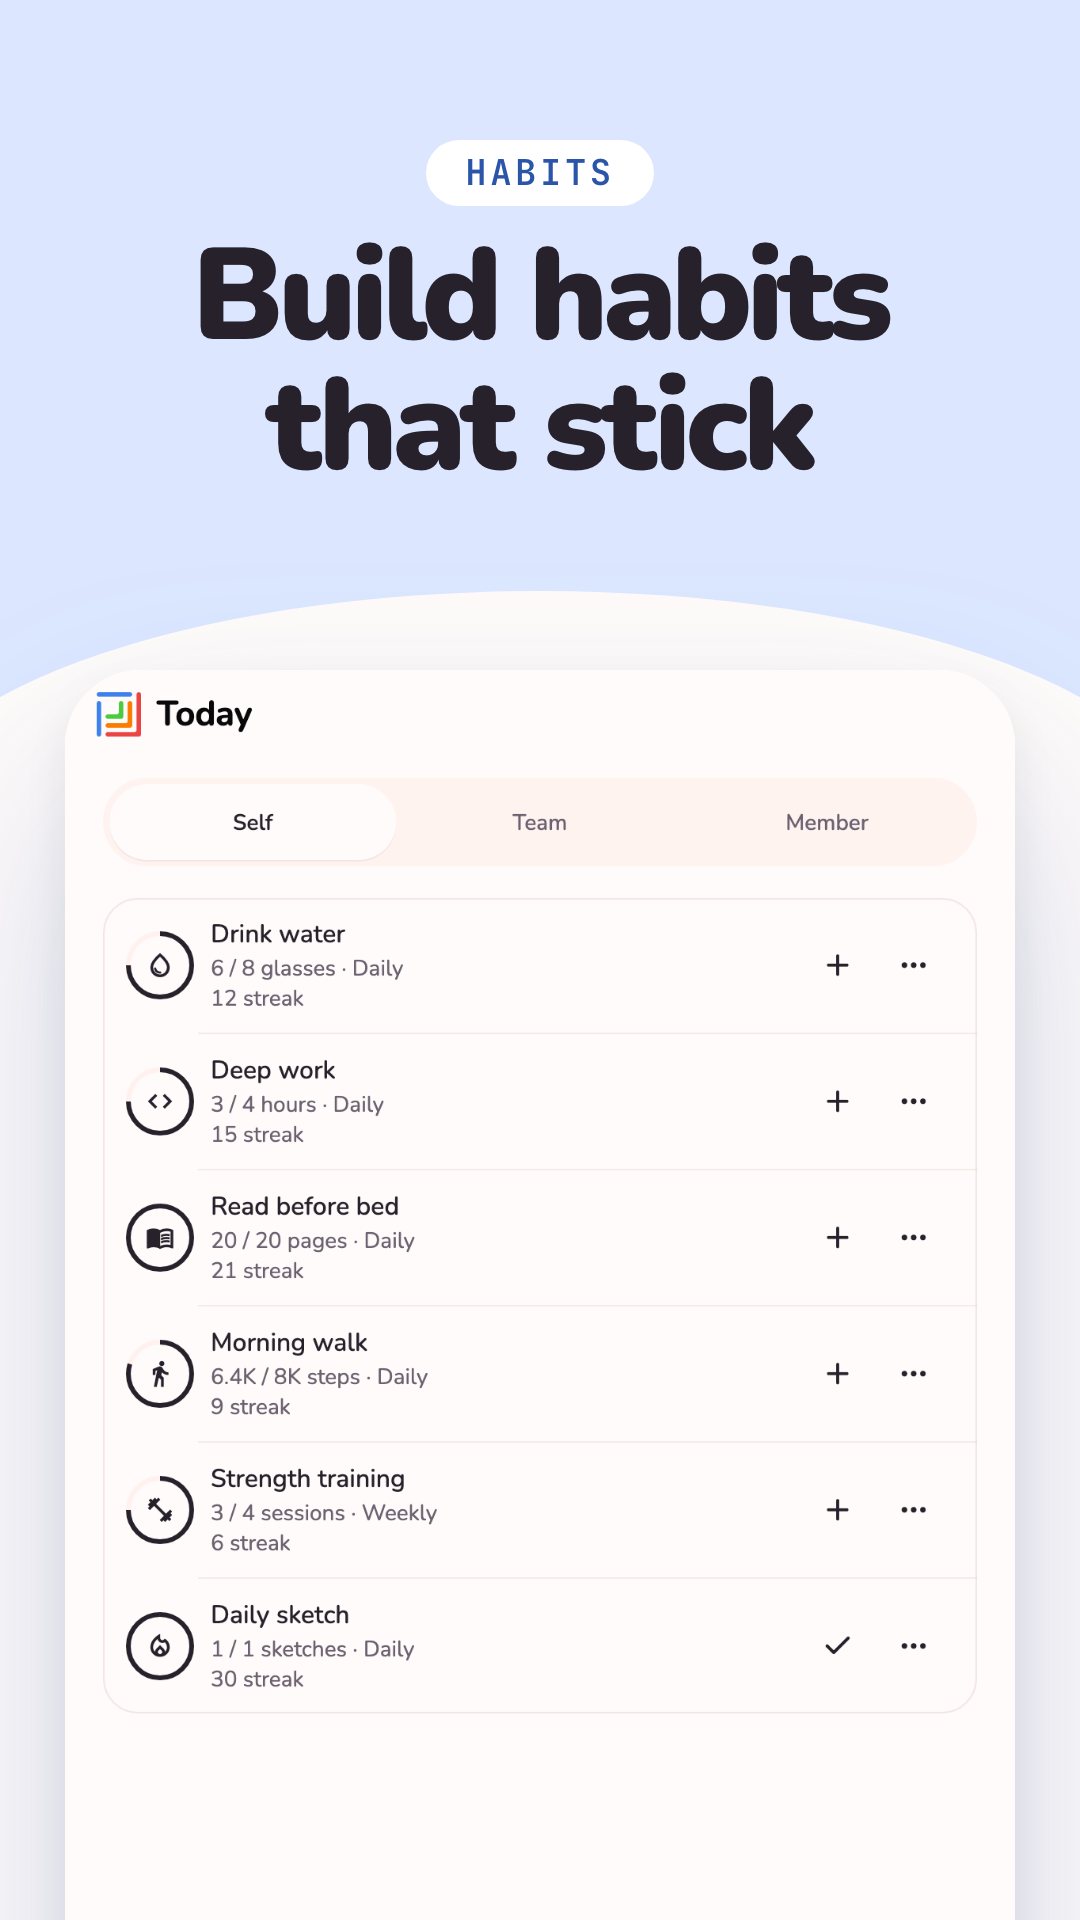 HABITS
Build habits
that stick
Today
Self
Team
Member
Drink water
6 / 8 glasses · Daily
12 streak
Deep work
3 / 4 hours · Daily
15 streak
Read before bed
20 / 20 pages · Daily
21 streak
Morning walk
6.4K / 8K steps · Daily
9 streak
Strength training
3 / 4 sessions · Weekly
6 streak
Daily sketch
1 / 1 sketches · Daily
30 streak